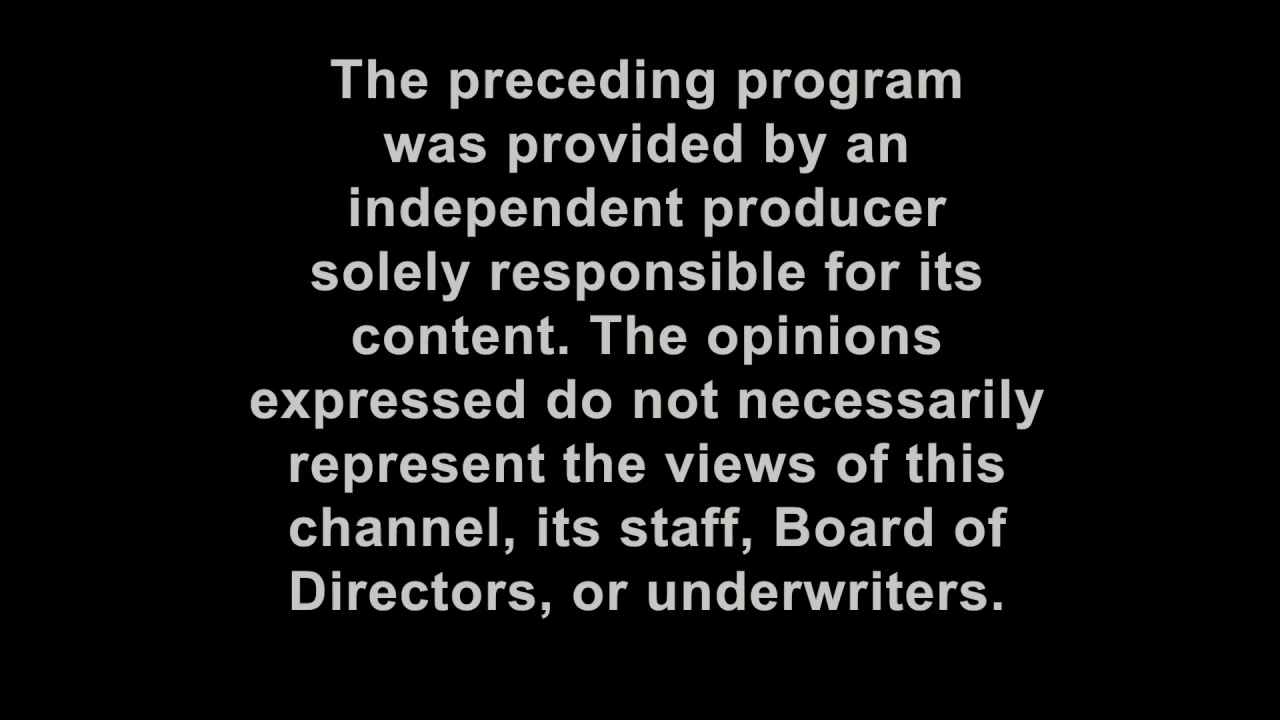 The preceding program
was provided by an
independent producer
solely responsible for its
content. The opinions
expressed do not necessarily
represent the views of this
channel, its staff, Board of
Directors, or underwriters.